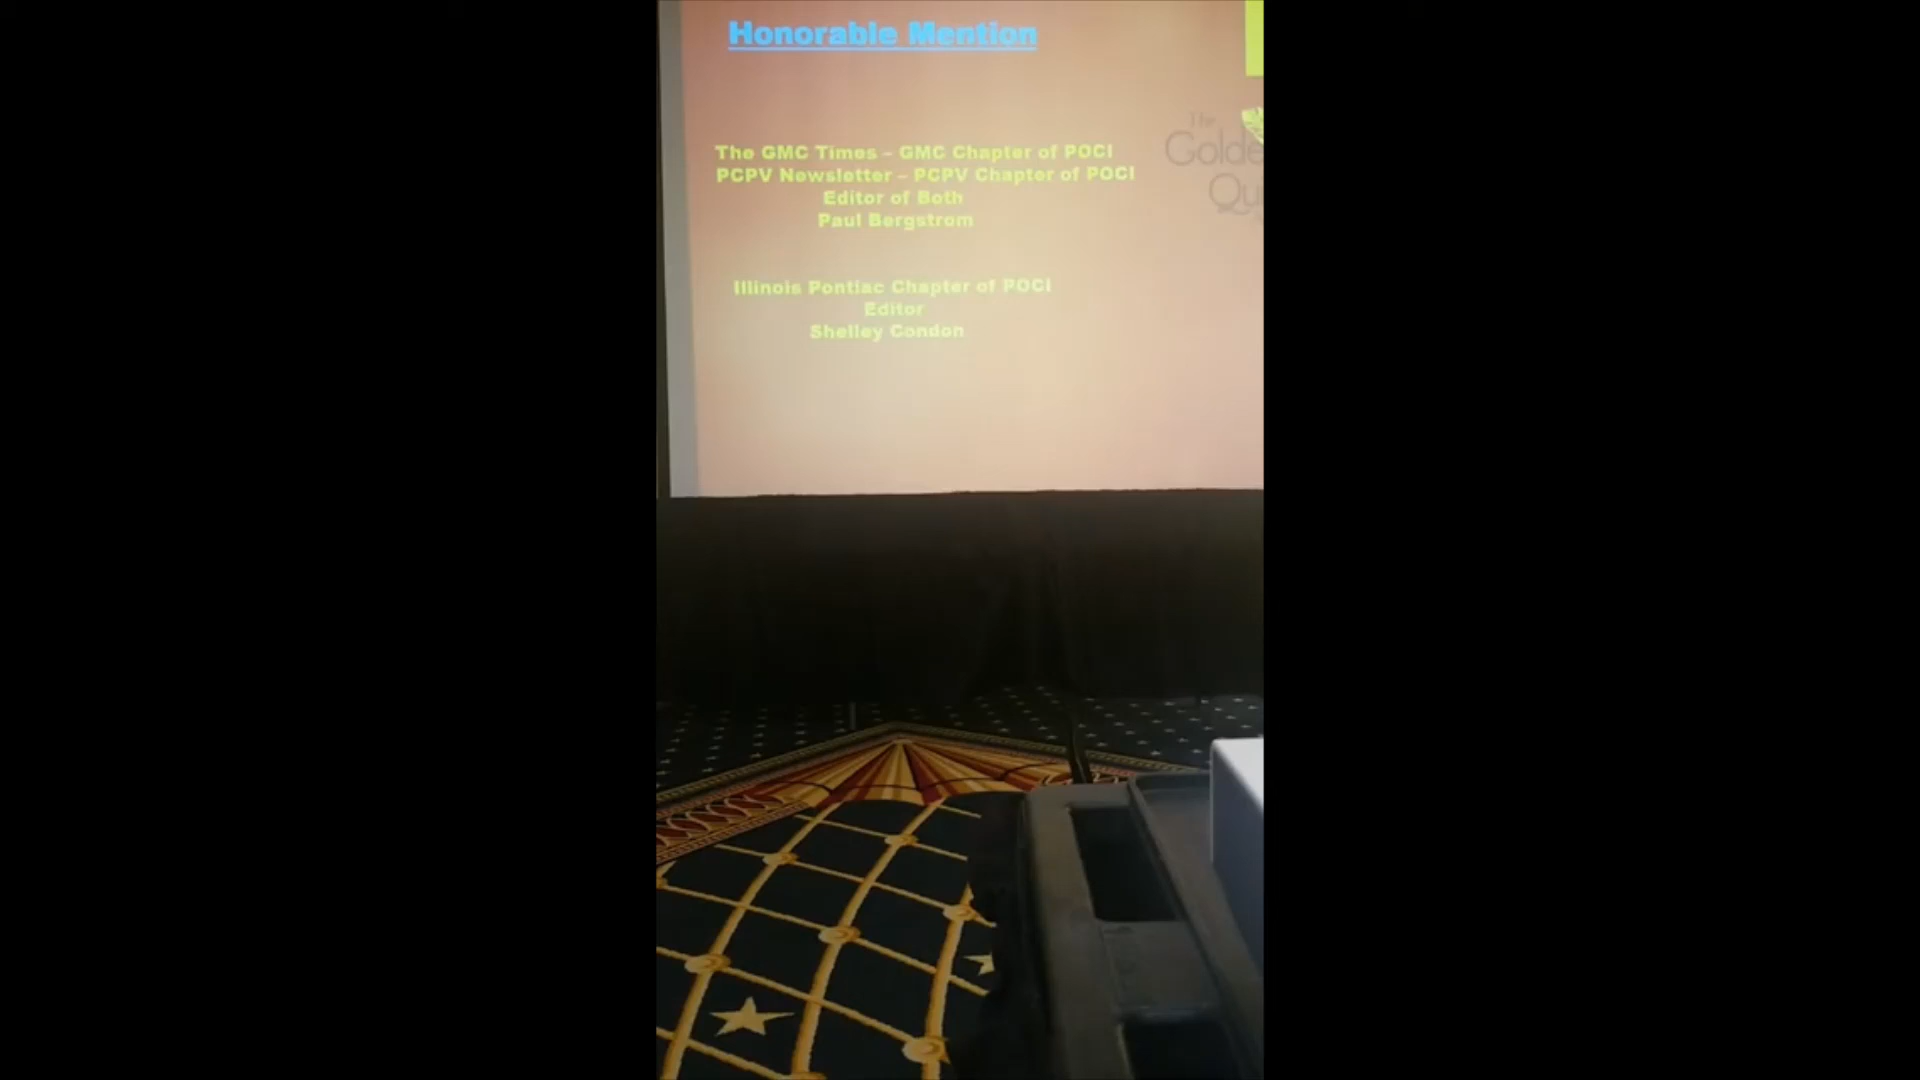 Honorable Mention
The GMC Times – GMC Chapter of POCI
PCPV Newsletter – PCPV Chapter of POCI
Editor of Both
Paul Bergstrom
Illinois Pontiac Chapter of POCI
Editor
Shelley Condon
The